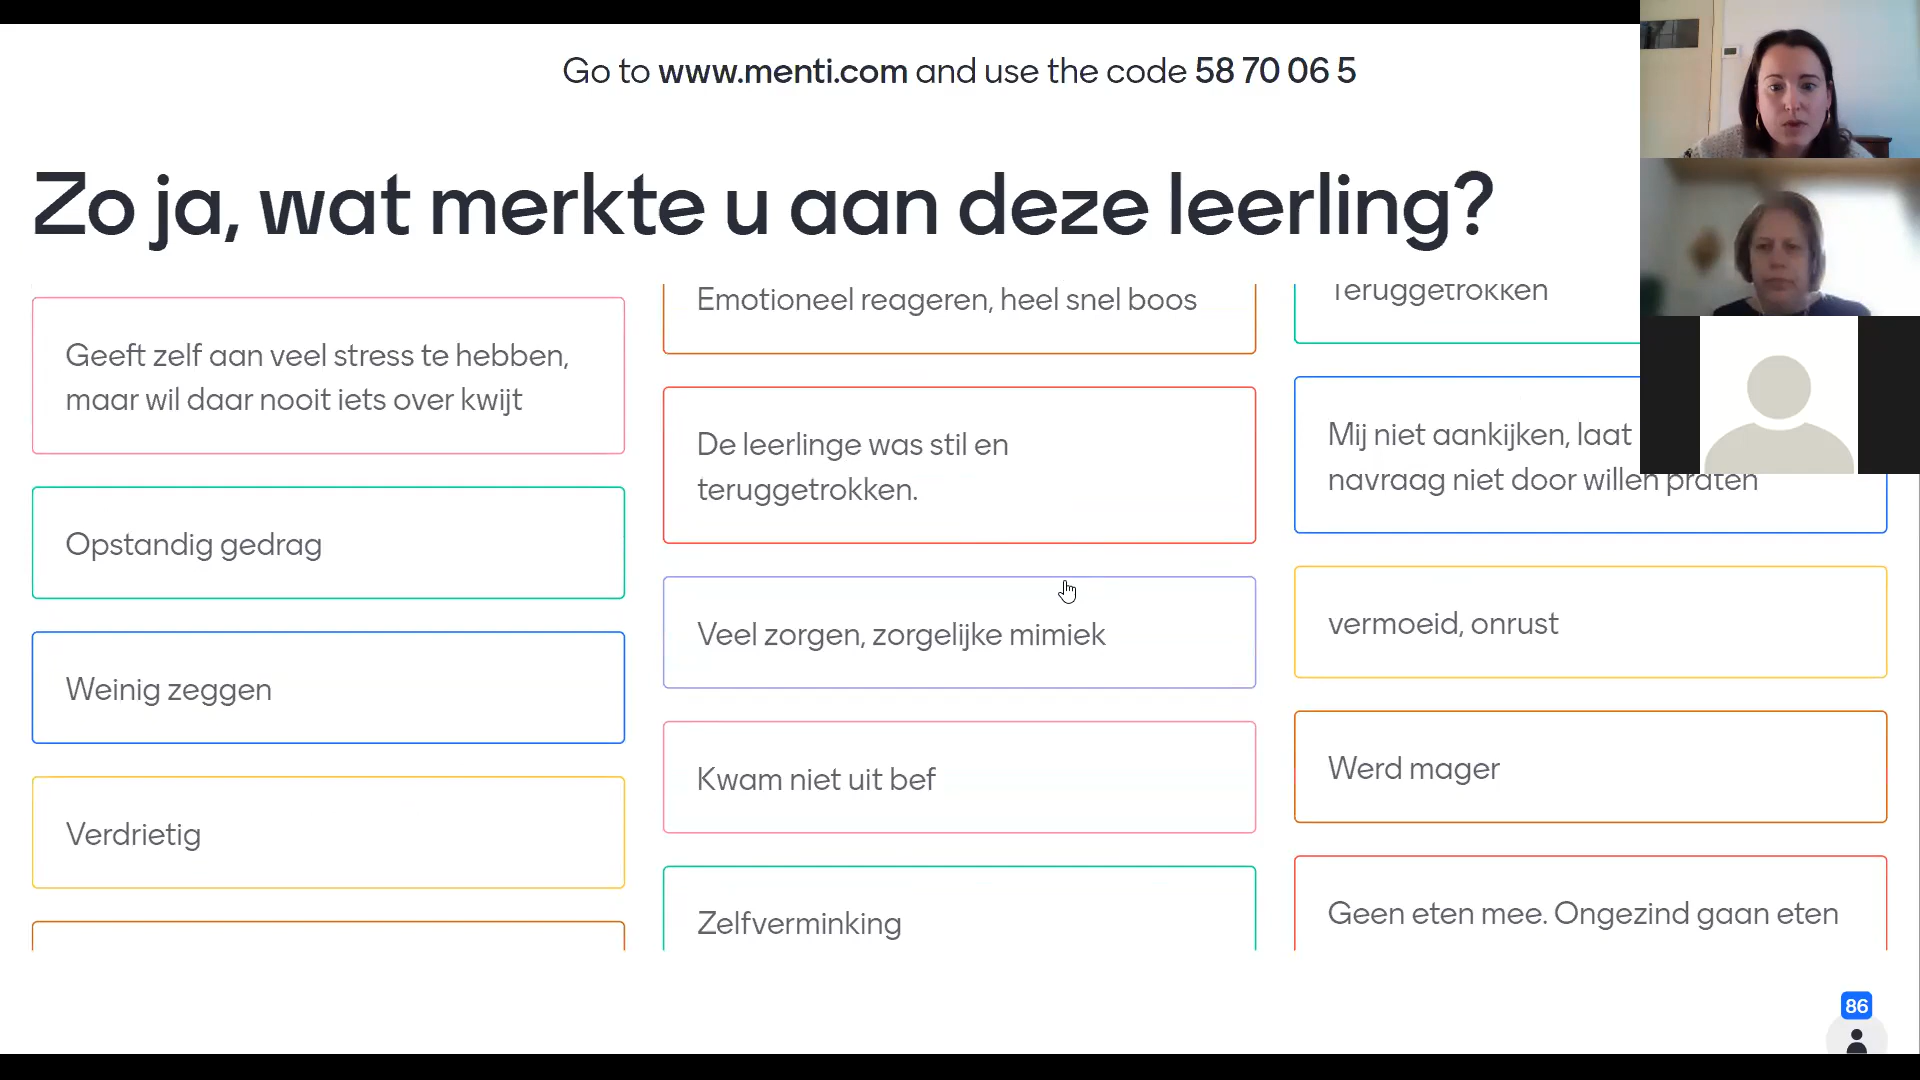 Go to www.menti.com and use the code 58 70 06 5
Zo ja, wat merkte u aan deze leerling?
Geeft zelf aan veel stress te hebben,
maar wil daar nooit iets over kwijt
Opstandig gedrag
Weinig zeggen
Verdrietig
Emotioneel reageren, heel snel boos
De leerlinge was stil en
teruggetrokken.
Veel zorgen, zorgelijke mimiek
Kwam niet uit bef
Zelfverminking
Teruggetrokken
Mij niet aankijken, laat
navraag niet door willen praten
vermoeid, onrust
Werd mager
Geen eten mee. Ongezind gaan eten
86